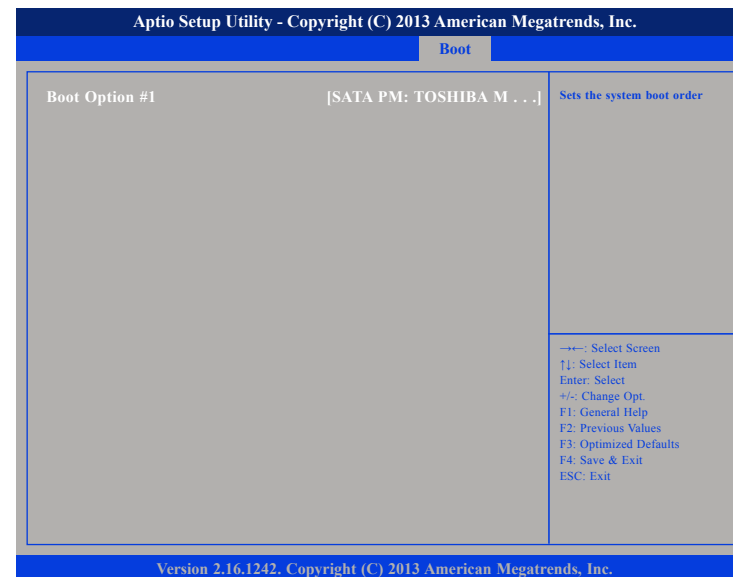 Aptio Setup Utility - Copyright (C) 2013 American Megatrends, Inc.
Boot
Boot Option #1 [SATA PM: TOSHIBA M . . .]
Sets the system boot order
→←: Select Screen
↑↓: Select Item
Enter: Select
+/-: Change Opt.
F1: General Help
F2: Previous Values
F3: Optimized Defaults
F4: Save & Exit
ESC: Exit
Version 2.16.1242. Copyright (C) 2013 American Megatrends, Inc.